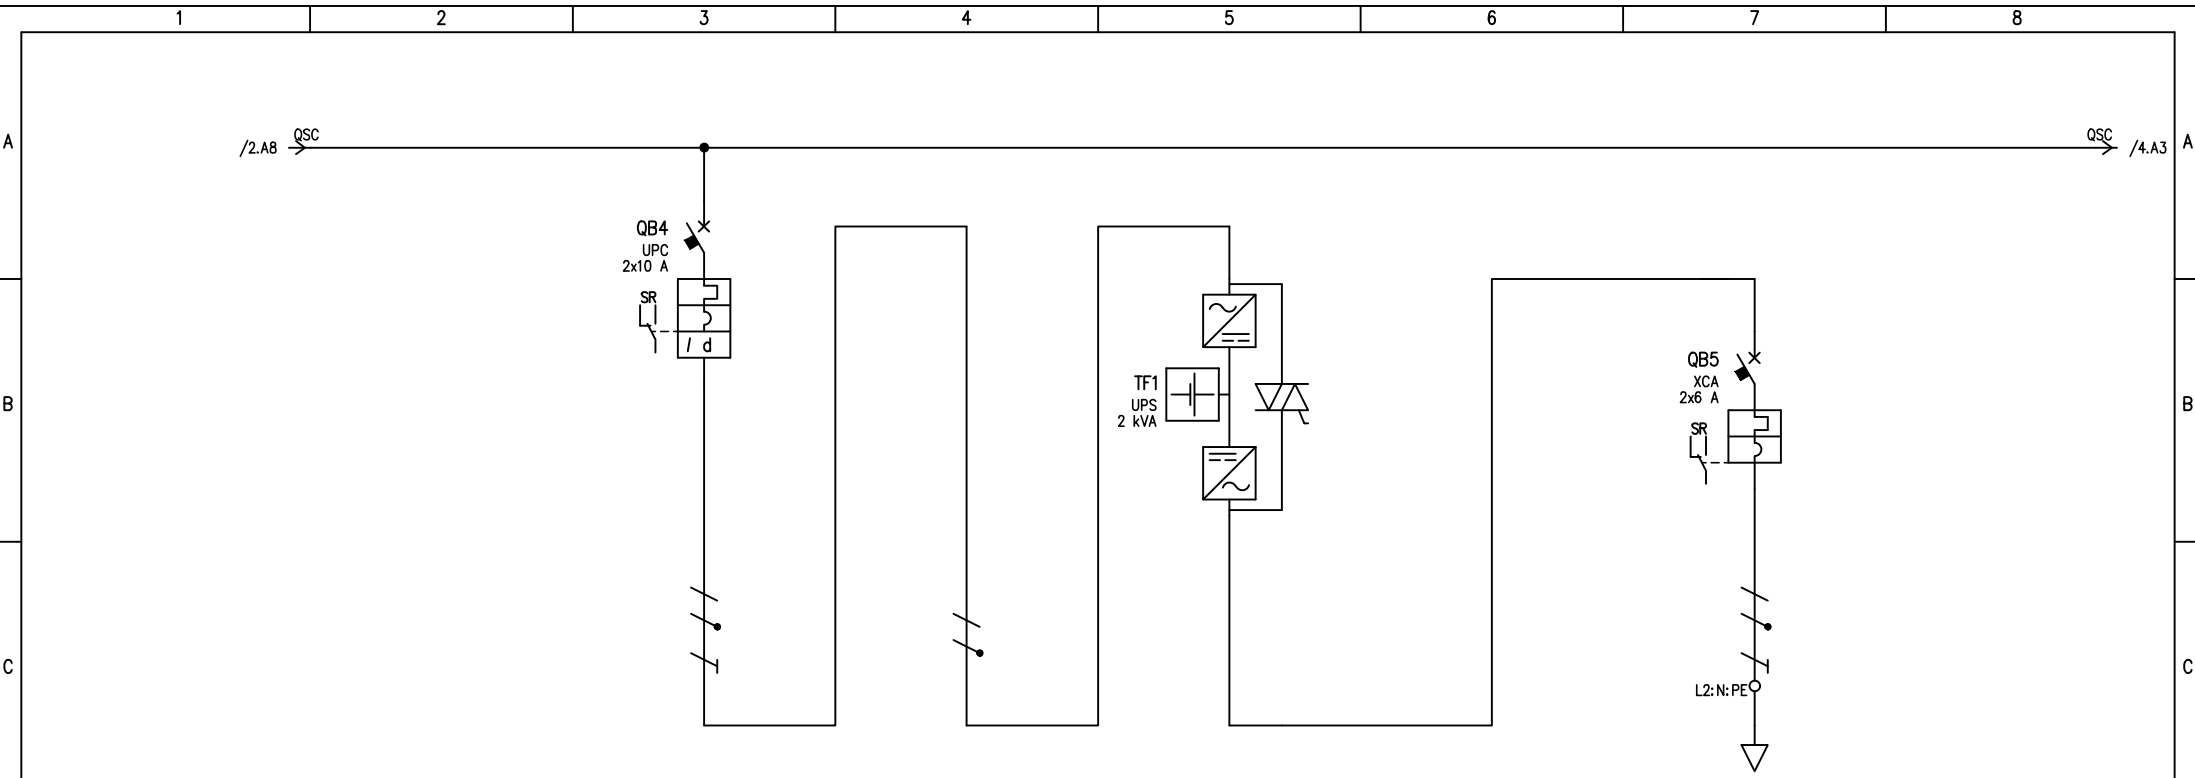 1 2 3 4 5 6 7 8
A A
/2.A8 QSC QSC /4.A3
QB4
UPC
2x10 A
SR
I d
TF1
UPS
2 kVA
QB5
XCA
2x6 A
SR
B B
C C
L2:N:PE